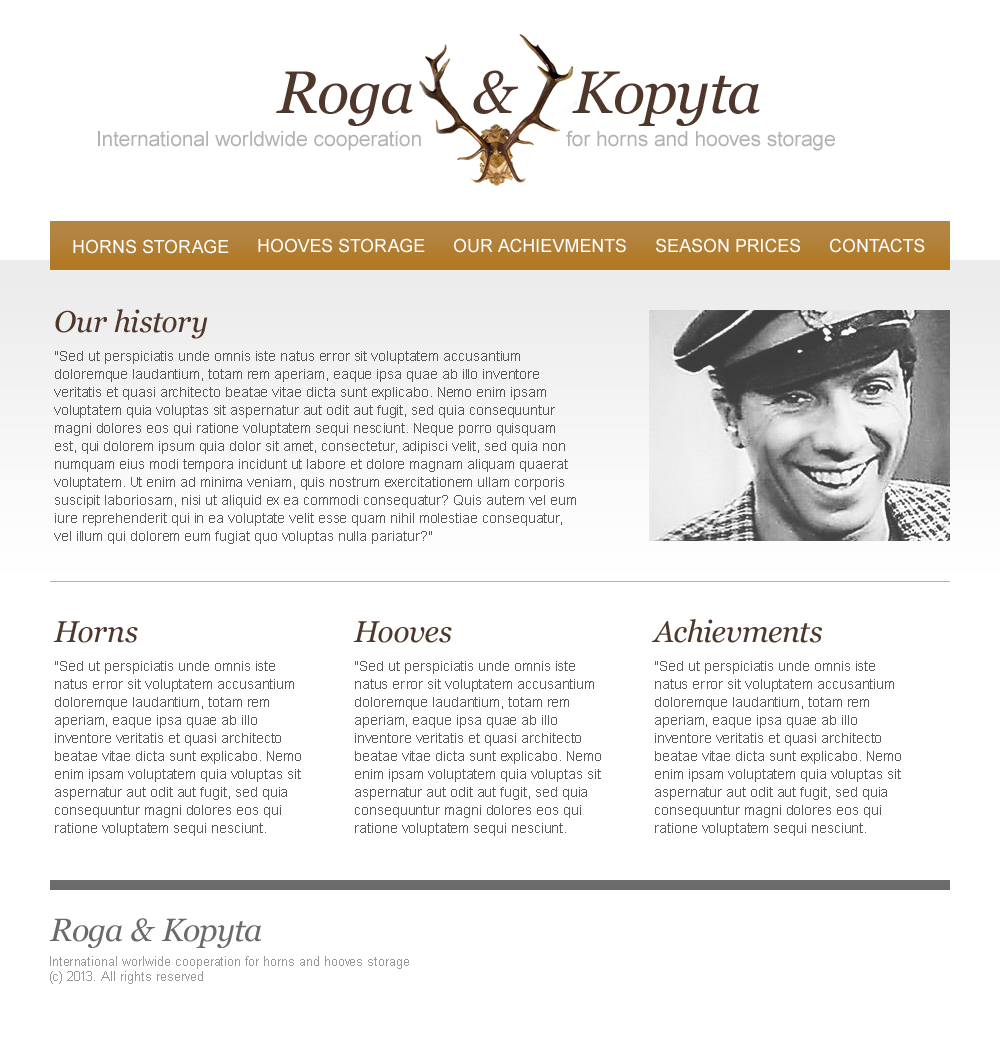 Roga & Kopyta
International worldwide cooperation for horns and hooves storage
HORNS STORAGE HOOVES STORAGE OUR ACHIEVMENTS SEASON PRICES CONTACTS
Our history
"Sed ut perspiciatis unde omnis iste natus error sit voluptatem accusantium
doloremque laudantium, totam rem aperiam, eaque ipsa quae ab illo inventore
veritatis et quasi architecto beatae vitae dicta sunt explicabo. Nemo enim ipsam
voluptatem quia voluptas sit aspernatur aut odit aut fugit, sed quia consequuntur
magni dolores eos qui ratione voluptatem sequi nesciunt. Neque porro quisquam
est, qui dolorem ipsum quia dolor sit amet, consectetur, adipisci velit, sed quia non
numquam eius modi tempora incidunt ut labore et dolore magnam aliquam quaerat
voluptatem. Ut enim ad minima veniam, quis nostrum exercitationem ullam corporis
suscipit laboriosam, nisi ut aliquid ex ea commodi consequatur? Quis autem vel eum
iure reprehenderit qui in ea voluptate velit esse quam nihil molestiae consequatur,
vel illum qui dolorem eum fugiat quo voluptas nulla pariatur?"
Horns
"Sed ut perspiciatis unde omnis iste
natus error sit voluptatem accusantium
doloremque laudantium, totam rem
aperiam, eaque ipsa quae ab illo
inventore veritatis et quasi architecto
beatae vitae dicta sunt explicabo. Nemo
enim ipsam voluptatem quia voluptas sit
aspernatur aut odit aut fugit, sed quia
consequuntur magni dolores eos qui
ratione voluptatem sequi nesciunt.
Hooves
"Sed ut perspiciatis unde omnis iste
natus error sit voluptatem accusantium
doloremque laudantium, totam rem
aperiam, eaque ipsa quae ab illo
inventore veritatis et quasi architecto
beatae vitae dicta sunt explicabo. Nemo
enim ipsam voluptatem quia voluptas sit
aspernatur aut odit aut fugit, sed quia
consequuntur magni dolores eos qui
ratione voluptatem sequi nesciunt.
Achievments
"Sed ut perspiciatis unde omnis iste
natus error sit voluptatem accusantium
doloremque laudantium, totam rem
aperiam, eaque ipsa quae ab illo
inventore veritatis et quasi architecto
beatae vitae dicta sunt explicabo. Nemo
enim ipsam voluptatem quia voluptas sit
aspernatur aut odit aut fugit, sed quia
consequuntur magni dolores eos qui
ratione voluptatem sequi nesciunt.
Roga & Kopyta
International worlwide cooperation for horns and hooves storage
(c) 2013. All rights reserved